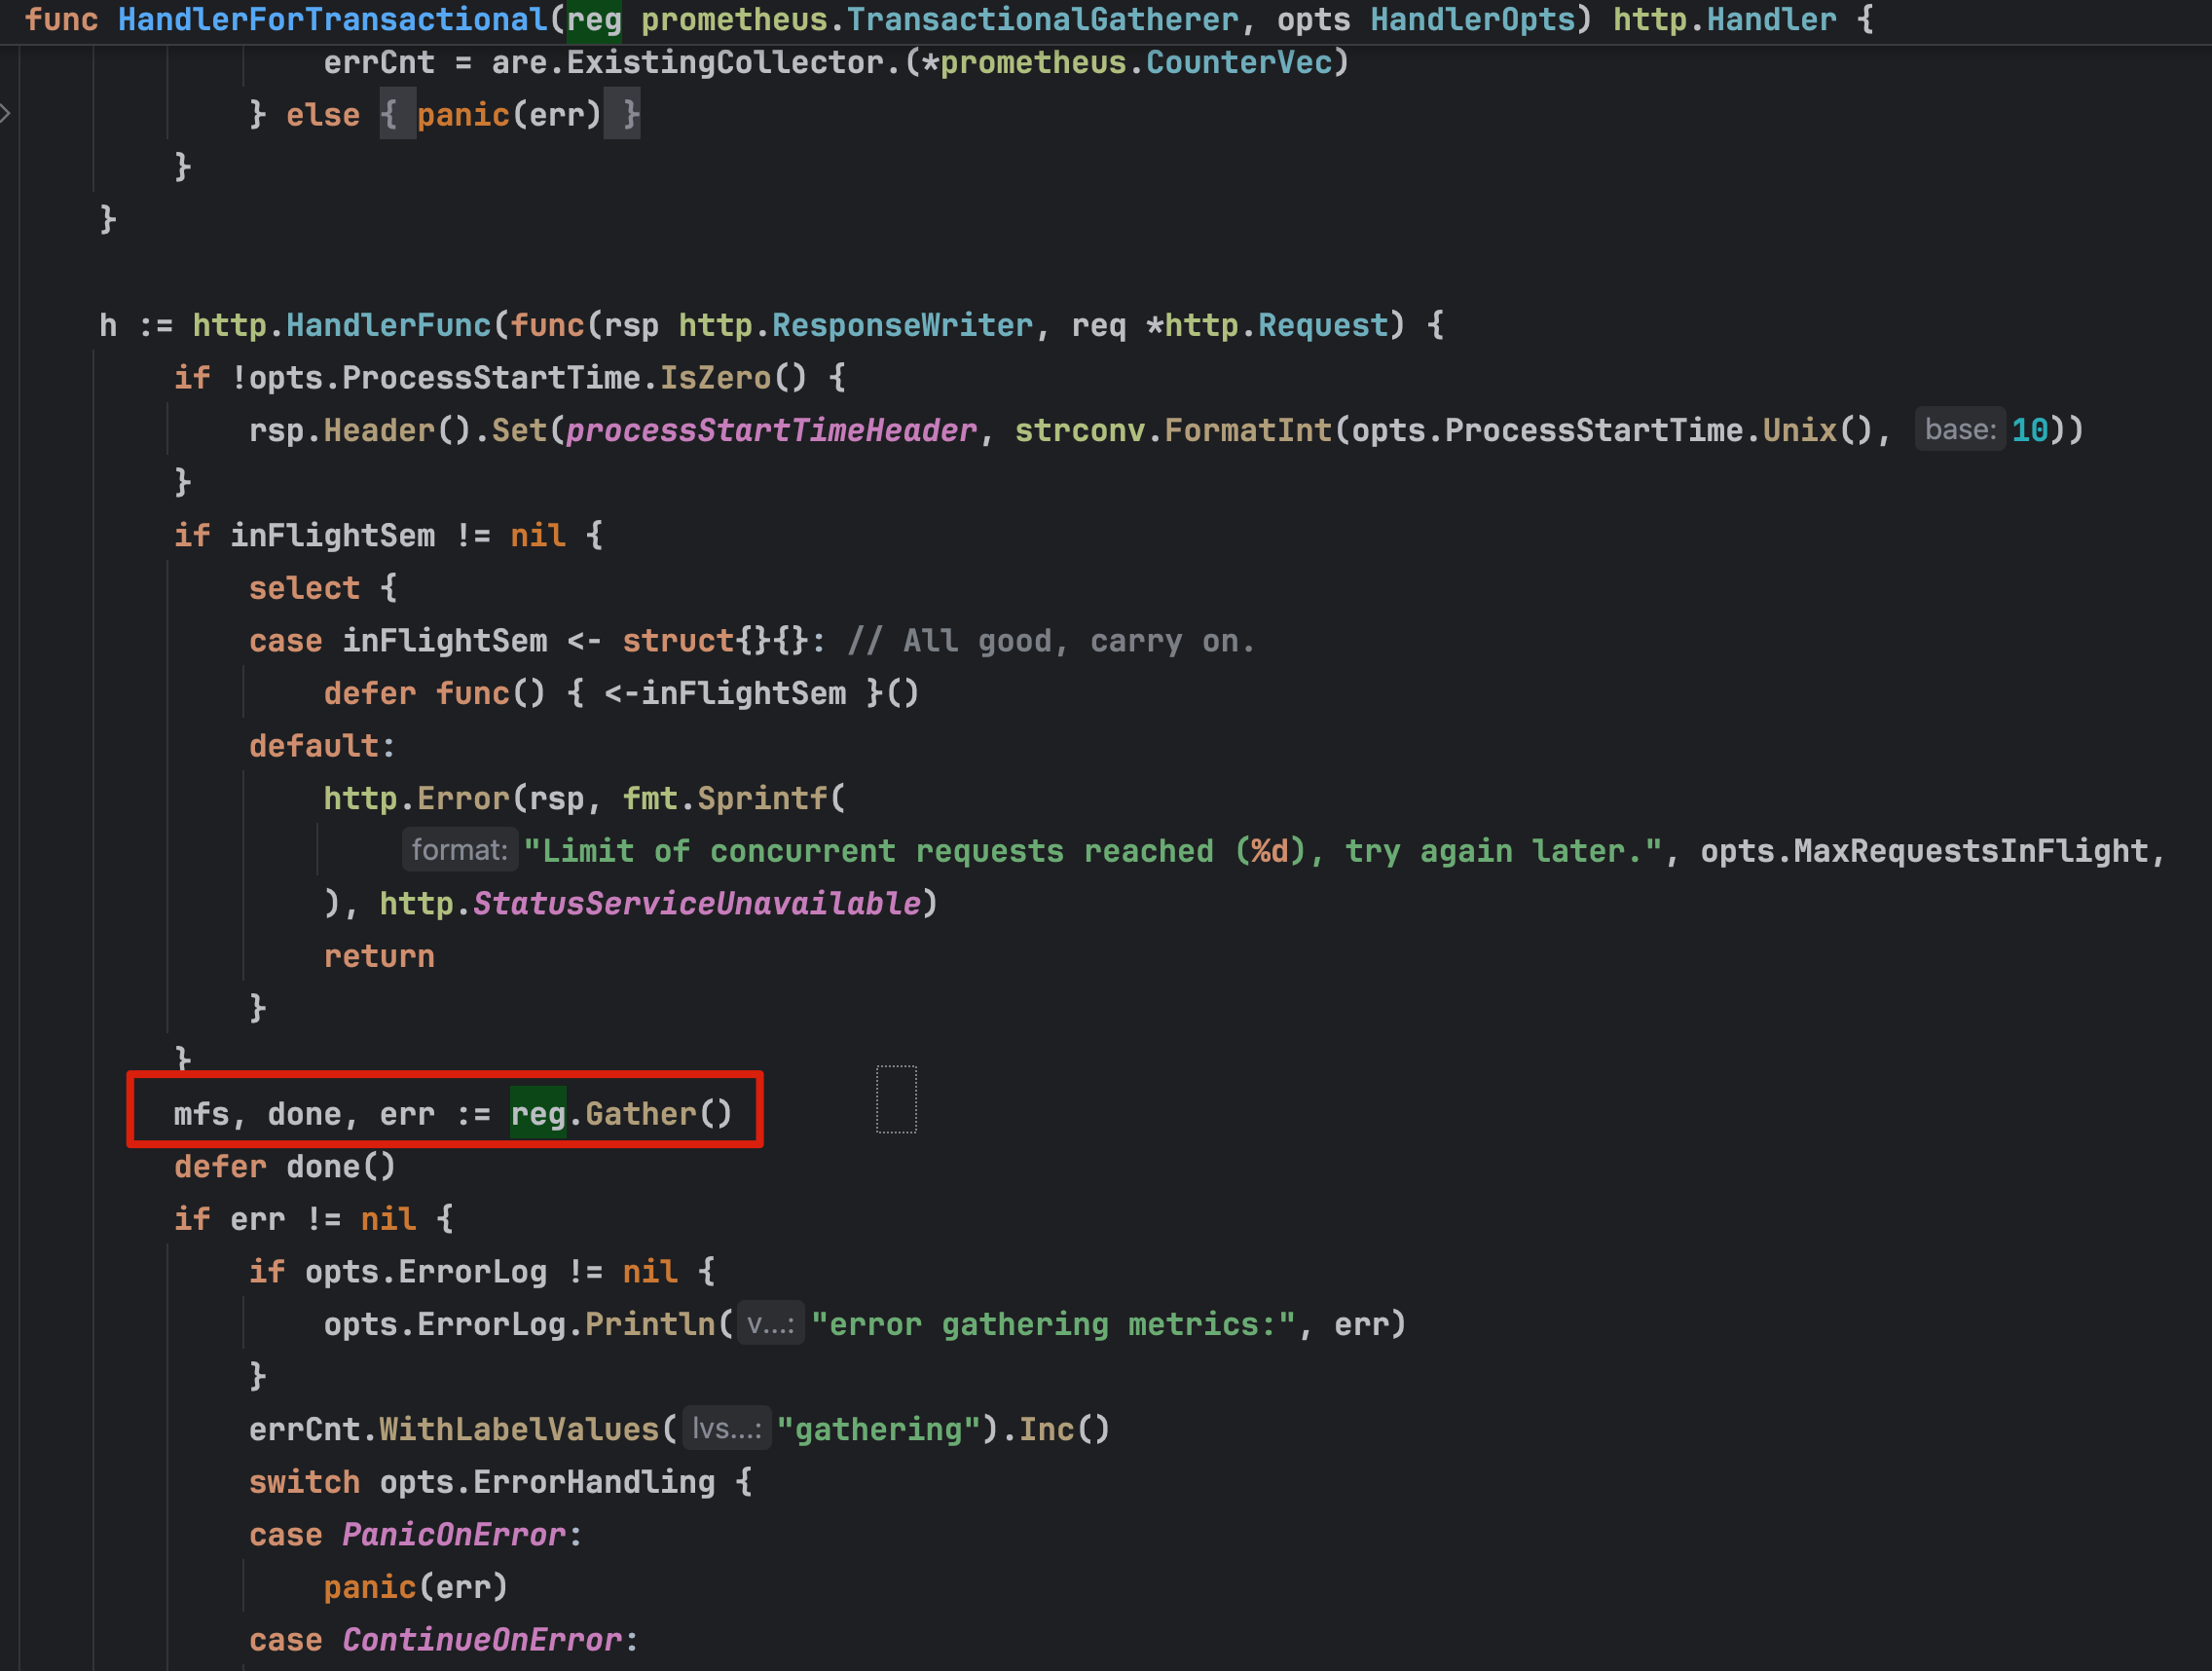 func HandlerForTransactional(reg prometheus.TransactionalGatherer, opts HandlerOpts) http.Handler {
errCnt = are.ExistingCollector.(*prometheus.CounterVec)
} else { panic(err) }
}
}
h := http.HandlerFunc(func(rsp http.ResponseWriter, req *http.Request) {
if !opts.ProcessStartTime.IsZero() {
rsp.Header().Set(processStartTimeHeader, strconv.FormatInt(opts.ProcessStartTime.Unix(), base: 10))
}
if inFlightSem != nil {
select {
case inFlightSem <- struct{}{}: // All good, carry on.
defer func() { <-inFlightSem }()
default:
http.Error(rsp, fmt.Sprintf(
format: "Limit of concurrent requests reached (%d), try again later.", opts.MaxRequestsInFlight,
), http.StatusServiceUnavailable)
return
}
}
mfs, done, err := reg.Gather()
defer done()
if err != nil {
if opts.ErrorLog != nil {
opts.ErrorLog.Println( v...: "error gathering metrics:", err)
}
errCnt.WithLabelValues( lvs...: "gathering").Inc()
switch opts.ErrorHandling {
case PanicOnError:
panic(err)
case ContinueOnError: